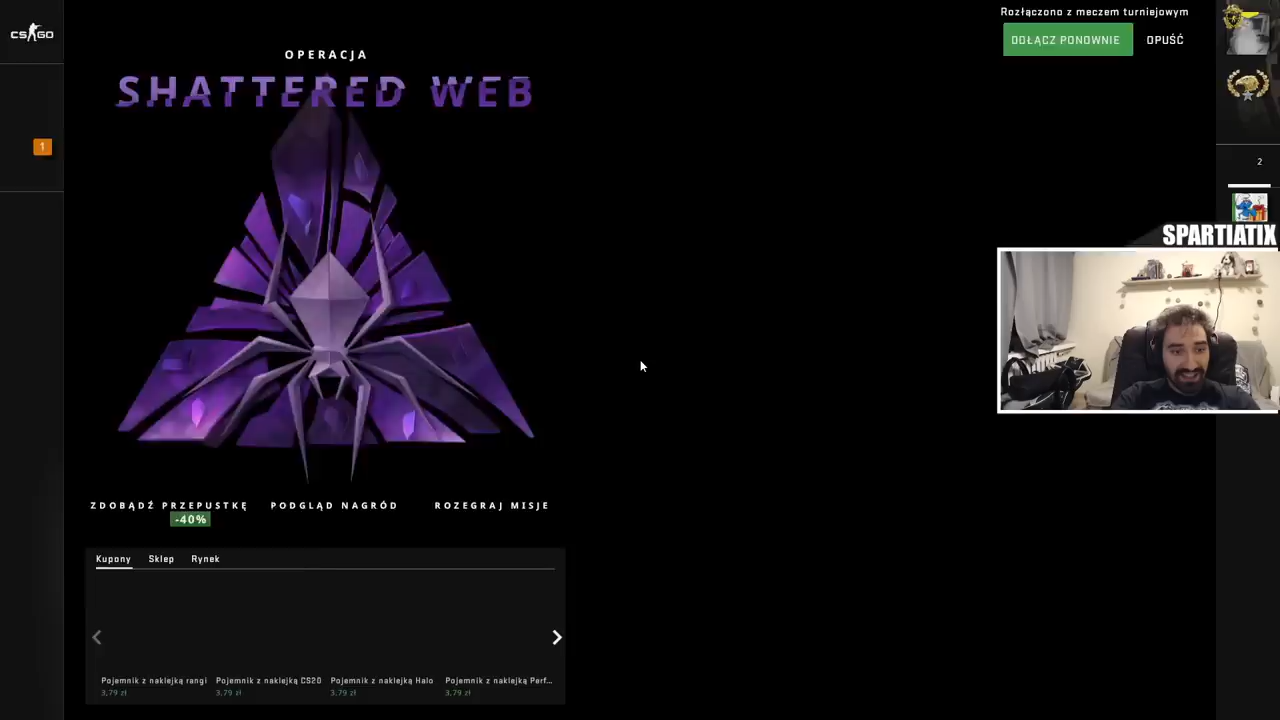 CS GO
Rozłączono z meczem turniejowym
DOŁĄCZ PONOWNIE
OPUŚĆ
OPERACJA
SHATTERED WEB
1
2
SPARTIATIX
ZDOBĄDŹ PRZEPUSTKĘ
-40%
PODGLĄD NAGRÓD
ROZEGRAJ MISJE
Kupony Sklep Rynek
Pojemnik z naklejką rangi
3,79 zł
Pojemnik z naklejką CS20
3,79 zł
Pojemnik z naklejką Halo
3,79 zł
Pojemnik z naklejką Perf...
3,79 zł